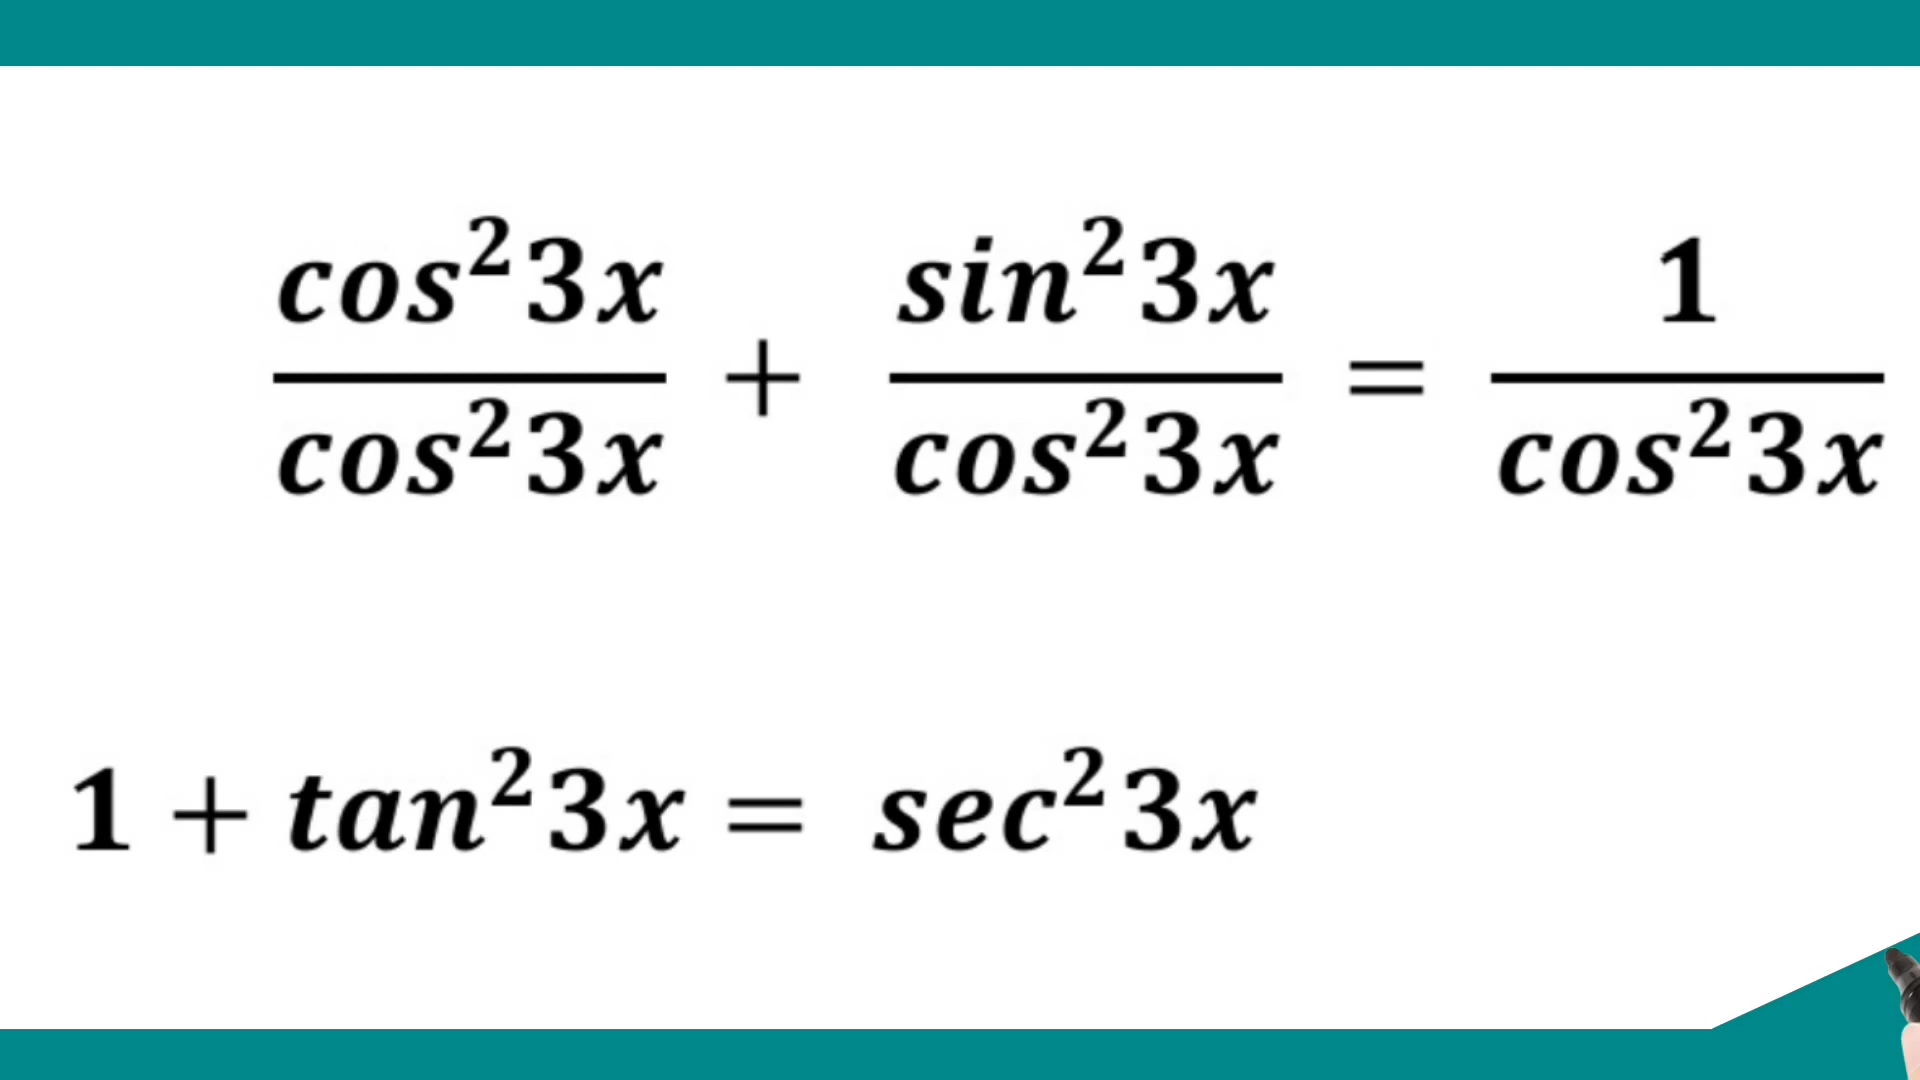 cos²3x/cos²3x + sin²3x/cos²3x = 1/cos²3x
1 + tan²3x = sec²3x